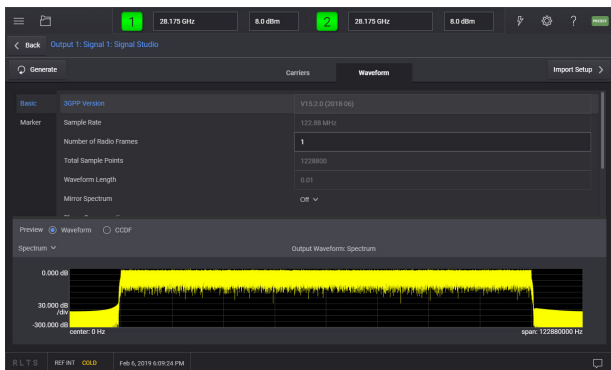 1 28.175 GHz 8.0 dBm 2 28.175 GHz 8.0 dBm ?
Back Output 1: Signal 1: Signal Studio
Generate Carriers Waveform Import Setup
Basic 3GPP Version V15.2.0 (2018-06)
Marker Sample Rate 122.88 MHz
Number of Radio Frames 1
Total Sample Points 1228800
Waveform Length 0.01
Mirror Spectrum Off
Preview Waveform CCDF
Spectrum Output Waveform: Spectrum
0.000 dB
30.000 dB
/div
-300.000 dB
center: 0 Hz span: 122880000 Hz
R L T S REF INT COLD Feb 6, 2019 6:09:24 PM